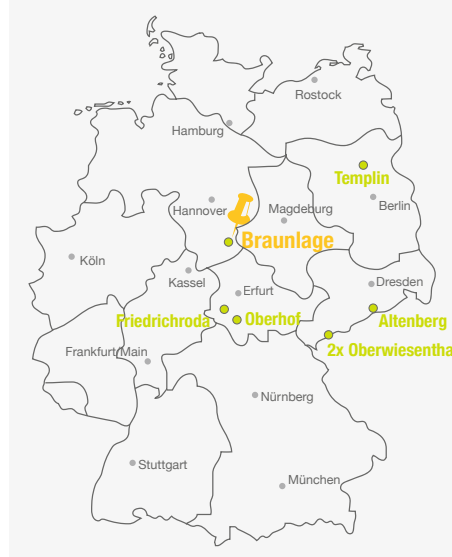 Rostock
Hamburg
Templin
Hannover
Magdeburg
Berlin
Braunlage
Köln
Kassel
Erfurt
Dresden
Friedrichroda
Oberhof
Altenberg
2x Oberwiesentha
Frankfurt/Main
Nürnberg
Stuttgart
München